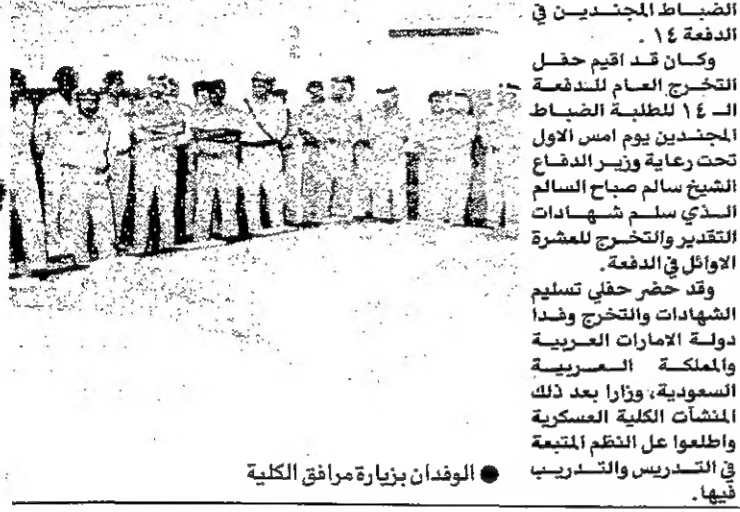 الضباط المجندين في
الدفعة ١٤ .
وكان قد اقيم حفل
التخرج العام للدفعة
الـ ١٤ للطلبة الضباط
المجندين يوم امس الاول
تحت رعاية وزير الدفاع
الشيخ سالم صباح السالم
الذي سلم شهادات
التقدير والتخرج للعشرة
الاوائل في الدفعة .
وقد حضر حفلي تسليم
الشهادات والتخرج وفدا
دولة الامارات العربية
والمملكة العربية
السعودية، وزارا بعد ذلك
المنشآت الكلية العسكرية
واطلعوا عل النظم المتبعة
في التدريس والتدريب
فيها .
● الوفدان بزيارة مرافق الكلية